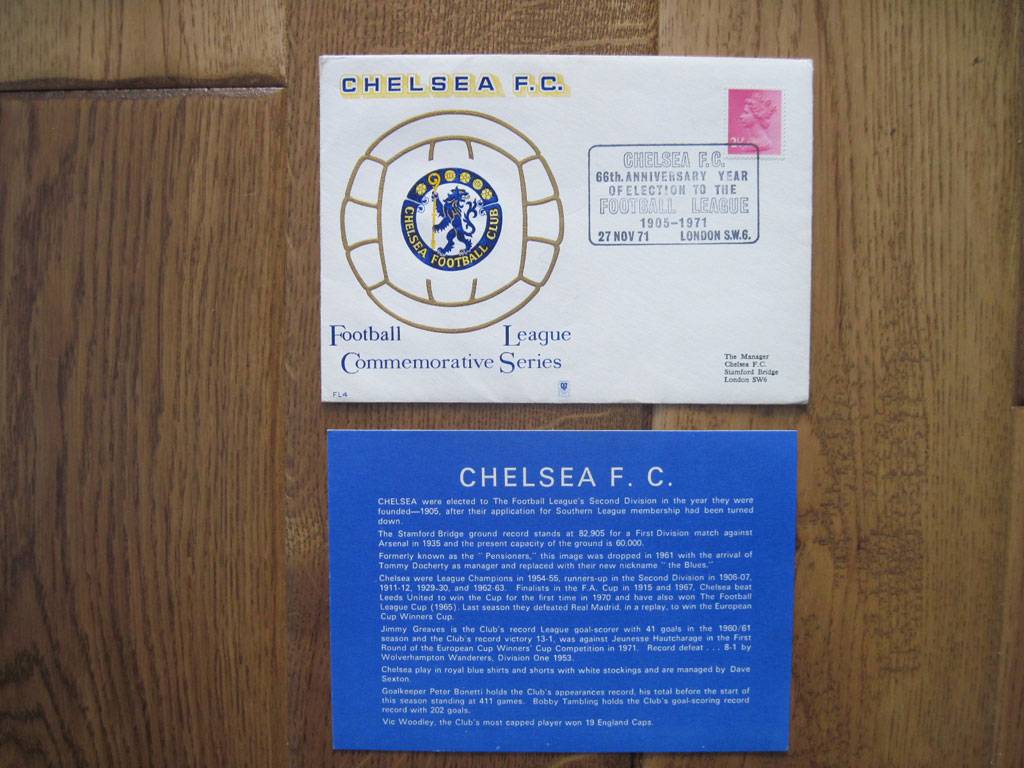 CHELSEA F.C.
CHELSEA FOOTBALL CLUB
Football League
Commemorative Series
FL4
CHELSEA F.C.
66th. ANNIVERSARY YEAR
OF ELECTION TO THE
FOOTBALL LEAGUE
1905-1971
27 NOV 71 LONDON S.W.6.
The Manager
Chelsea F.C.
Stamford Bridge
London SW6
CHELSEA F. C.
CHELSEA were elected to The Football League's Second Division in the year they were
founded—1905, after their application for Southern League membership had been turned
down.
The Stamford Bridge ground record stands at 82,905 for a First Division match against
Arsenal in 1935 and the present capacity of the ground is 60,000.
Formerly known as the "Pensioners," this image was dropped in 1961 with the arrival of
Tommy Docherty as manager and replaced with their new nickname "the Blues."
Chelsea were League Champions in 1954-55, runners-up in the Second Division in 1906-07,
1911-12, 1929-30, and 1962-63. Finalists in the F.A. Cup in 1915 and 1967, Chelsea beat
Leeds United to win the Cup for the first time in 1970 and have also won The Football
League Cup (1965). Last season they defeated Real Madrid, in a replay, to win the European
Cup Winners Cup.
Jimmy Greaves is the Club's record League goal-scorer with 41 goals in the 1960/61
season and the Club's record victory 13-1, was against Jeunesse Hautcharage in the First
Round of the European Cup Winners' Cup Competition in 1971. Record defeat . . . 8-1 by
Wolverhampton Wanderers, Division One 1953.
Chelsea play in royal blue shirts and shorts with white stockings and are managed by Dave
Sexton.
Goalkeeper Peter Bonetti holds the Club's appearances record, his total before the start of
this season standing at 411 games. Bobby Tambling holds the Club's goal-scoring record
record with 202 goals.
Vic Woodley, the Club's most capped player won 19 England Caps.